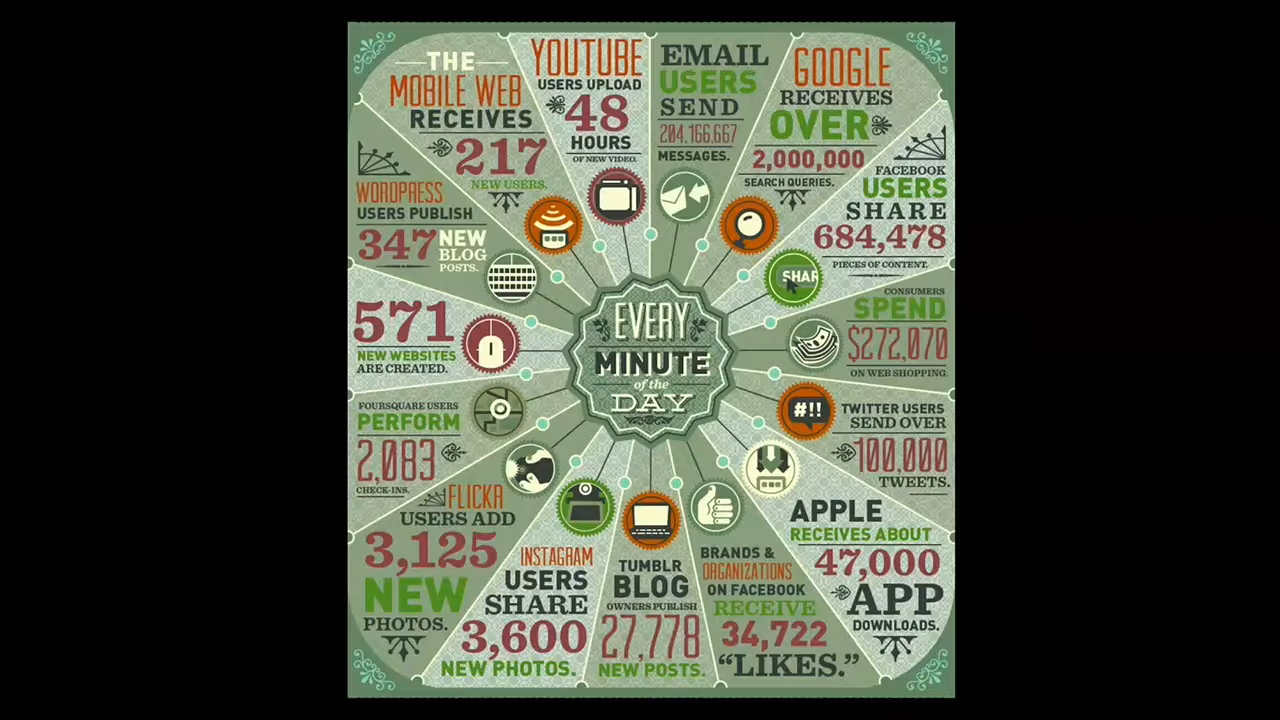 THE
MOBILE WEB
RECEIVES
217
NEW USERS.
YOUTUBE
USERS UPLOAD
48
HOURS
OF NEW VIDEO.
EMAIL
USERS
SEND
204,166,667
MESSAGES.
GOOGLE
RECEIVES
OVER
2,000,000
SEARCH QUERIES.
FACEBOOK
USERS
SHARE
684,478
PIECES OF CONTENT.
SHAR
CONSUMERS
SPEND
$272,070
ON WEB SHOPPING.
#!!
TWITTER USERS
SEND OVER
100,000
TWEETS.
APPLE
RECEIVES ABOUT
47,000
APP
DOWNLOADS.
BRANDS &
ORGANIZATIONS
ON FACEBOOK
RECEIVE
34,722
“LIKES.”
TUMBLR
BLOG
OWNERS PUBLISH
27,778
NEW POSTS.
INSTAGRAM
USERS
SHARE
3,600
NEW PHOTOS.
FLICKR
USERS ADD
3,125
NEW
PHOTOS.
FOURSQUARE USERS
PERFORM
2,083
CHECK-INS.
571
NEW WEBSITES
ARE CREATED.
WORDPRESS
USERS PUBLISH
347 NEW
BLOG
POSTS.
EVERY
MINUTE
of the
DAY